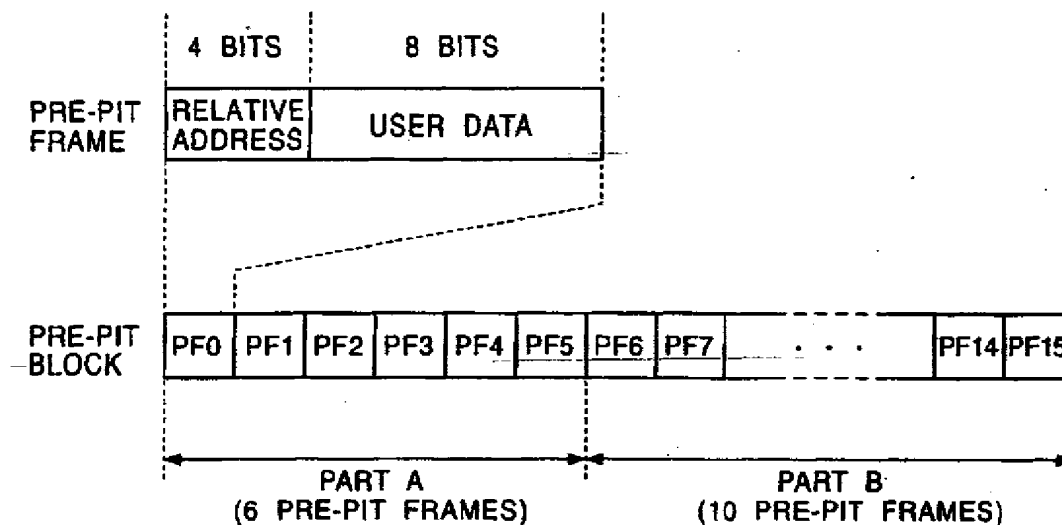 4 BITS 8 BITS
PRE-PIT FRAME
RELATIVE ADDRESS
USER DATA
PRE-PIT BLOCK
PF0 PF1 PF2 PF3 PF4 PF5 PF6 PF7 · · · PF14 PF15
PART A
(6 PRE-PIT FRAMES)
PART B
(10 PRE-PIT FRAMES)